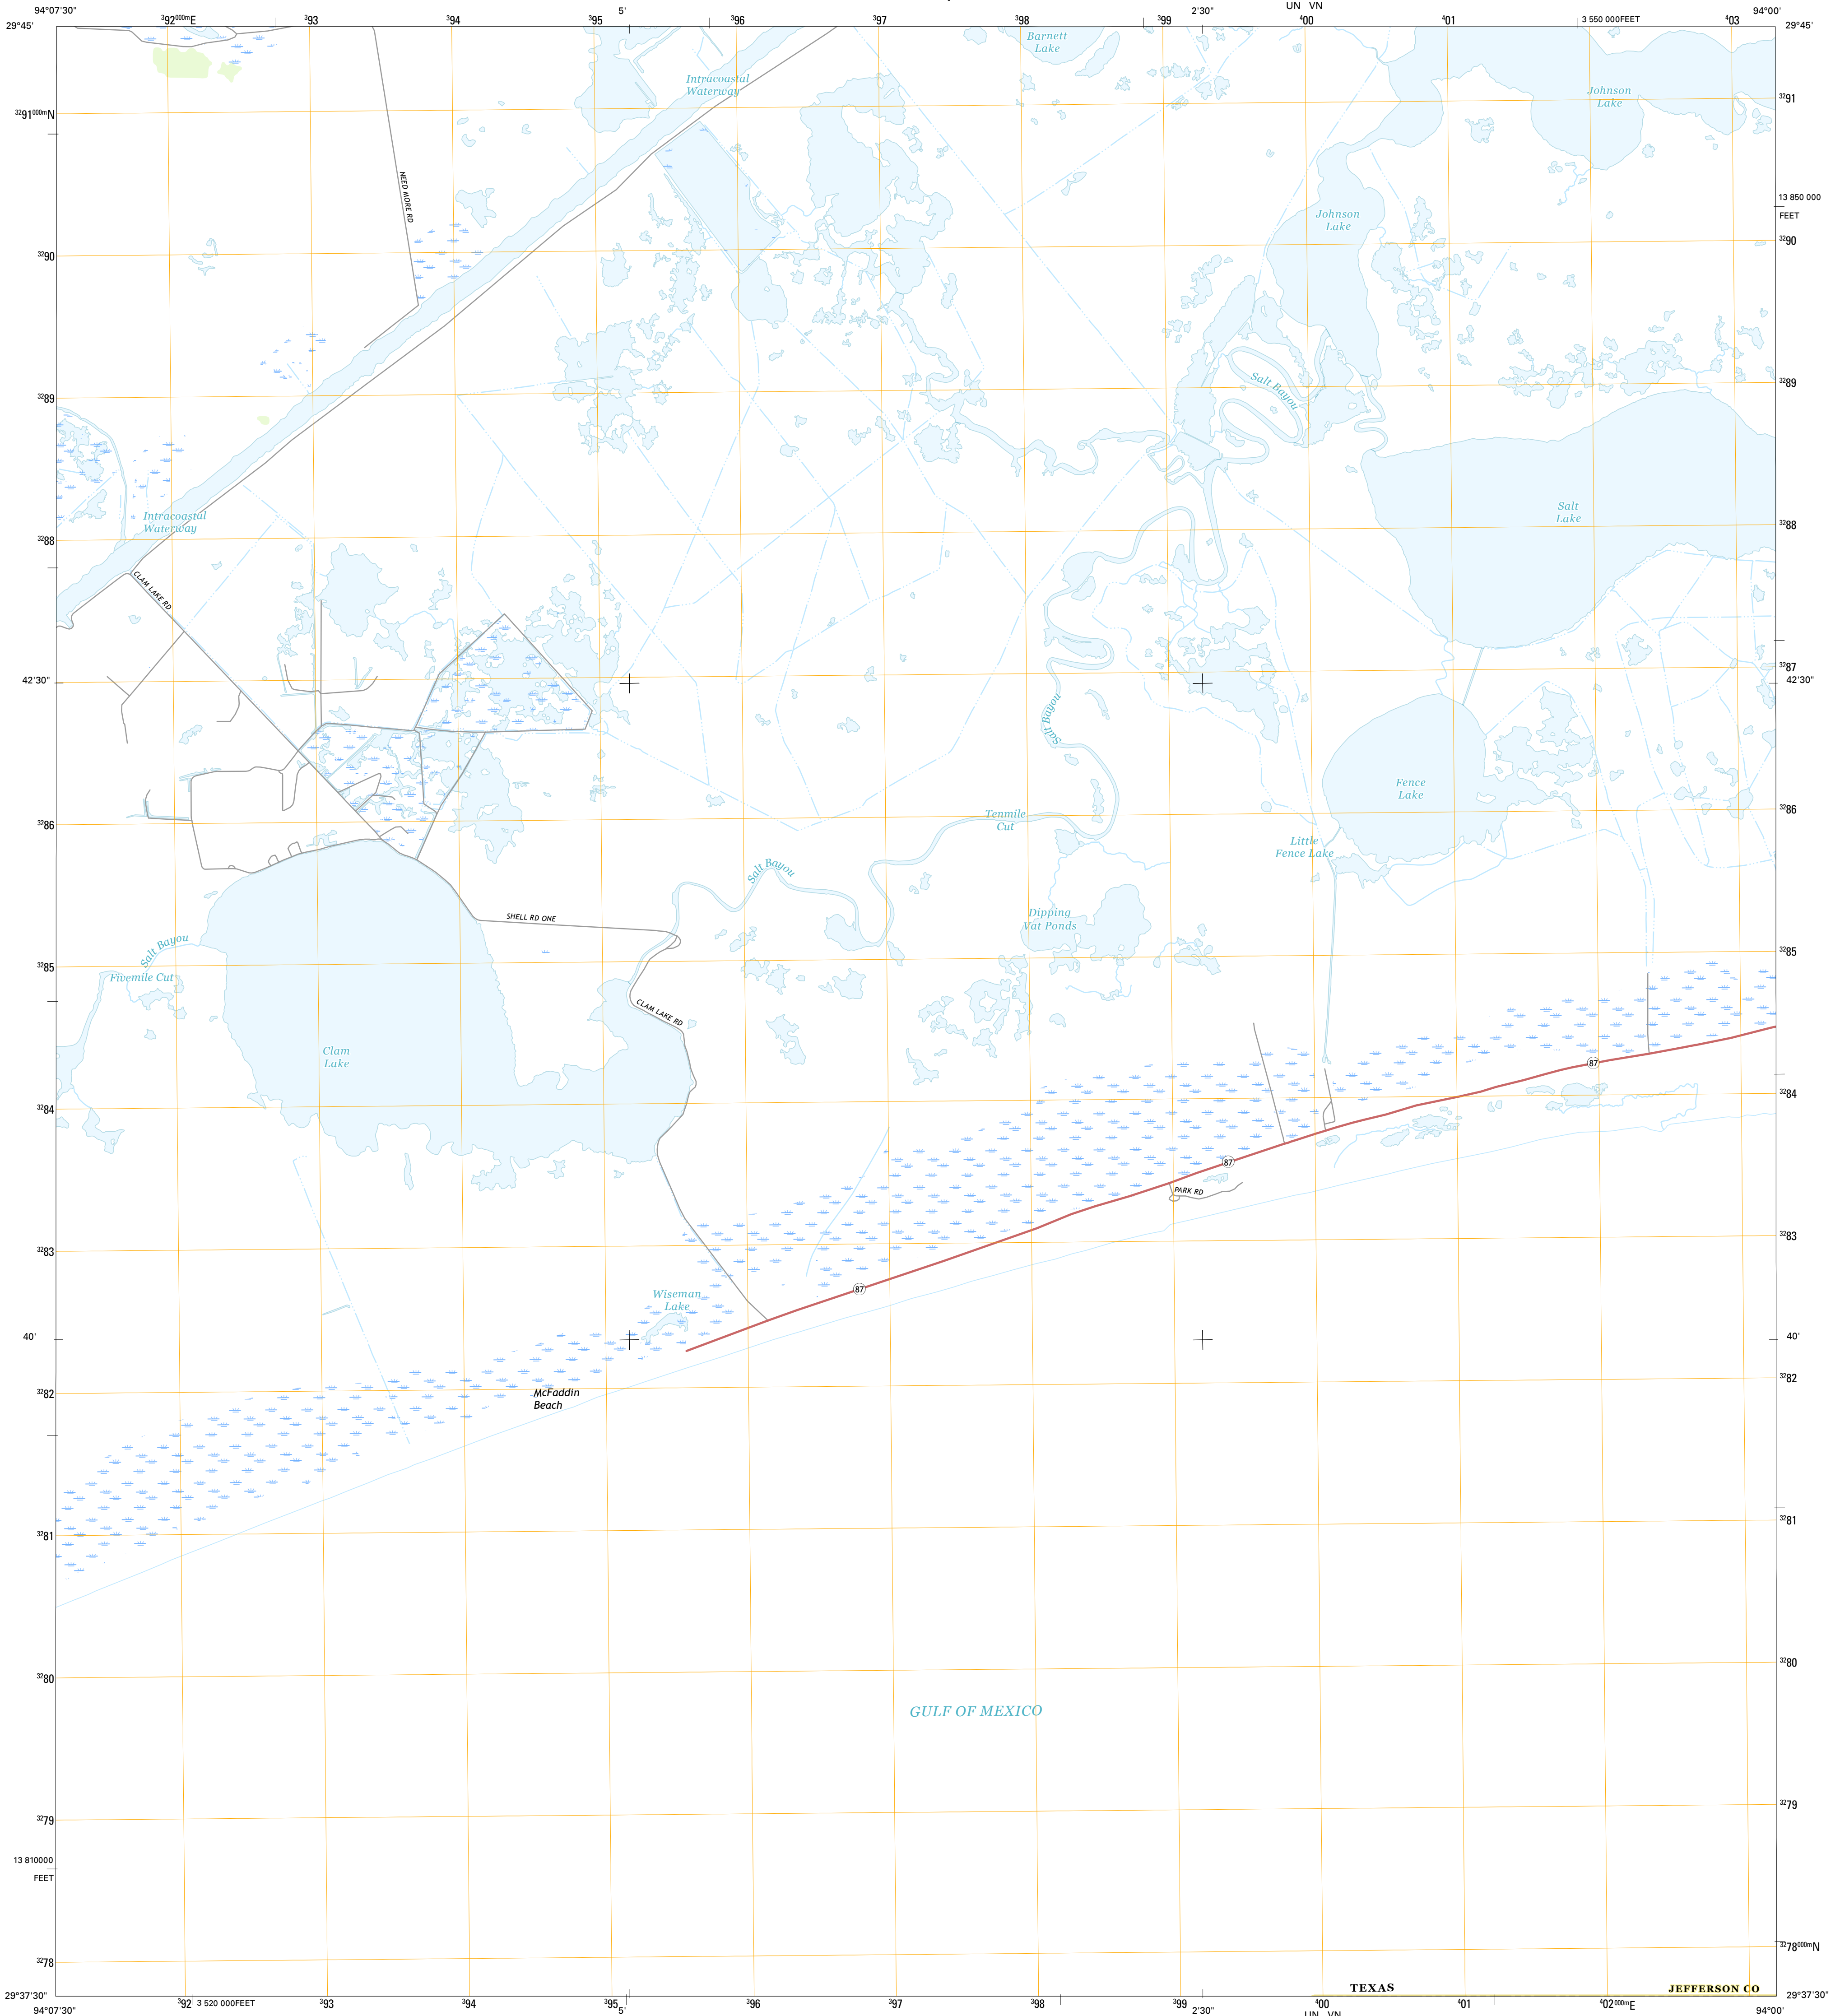 94°07'30"
³92⁰⁰⁰ᵐE
³93
³94
³95
5'
³96
³97
³98
³99
2'30"
UN VN
⁴00
⁴01
3 550 000FEET
⁴03
94°00'
29°45'
29°45'
Barnett
Lake
Intracoastal
Waterway
Johnson
Lake
³²91⁰⁰⁰ᵐN
³²91
NEED MORE RD
13 850 000
FEET
Johnson
Lake
³²90
³²90
³²89
³²89
Salt Bayou
Intracoastal
Waterway
Salt
Lake
³²88
³²88
CLAM LAKE RD
³²87
42'30"
42'30"
Salt Bayou
Fence
Lake
³²86
³²86
Tenmile
Cut
Little
Fence Lake
Salt Bayou
SHELL RD ONE
Dipping
Vat Ponds
Salt Bayou
Fivemile Cut
³²85
³²85
CLAM LAKE RD
Clam
Lake
87
³²84
³²84
87
PARK RD
³²83
³²83
87
Wiseman
Lake
40'
40'
³²82
³²82
McFaddin
Beach
³²81
³²81
³²80
³²80
GULF OF MEXICO
³²79
³²79
13 810000
FEET
³²78
³²78⁰⁰⁰ᵐN
TEXAS
JEFFERSON CO
29°37'30"
29°37'30"
94°07'30"
³92
3 520 000FEET
³93
³94
³95
5'
³96
³97
³98
³99
2'30"
UN VN
⁴00
⁴01
⁴02⁰⁰⁰ᵐE
94°00'